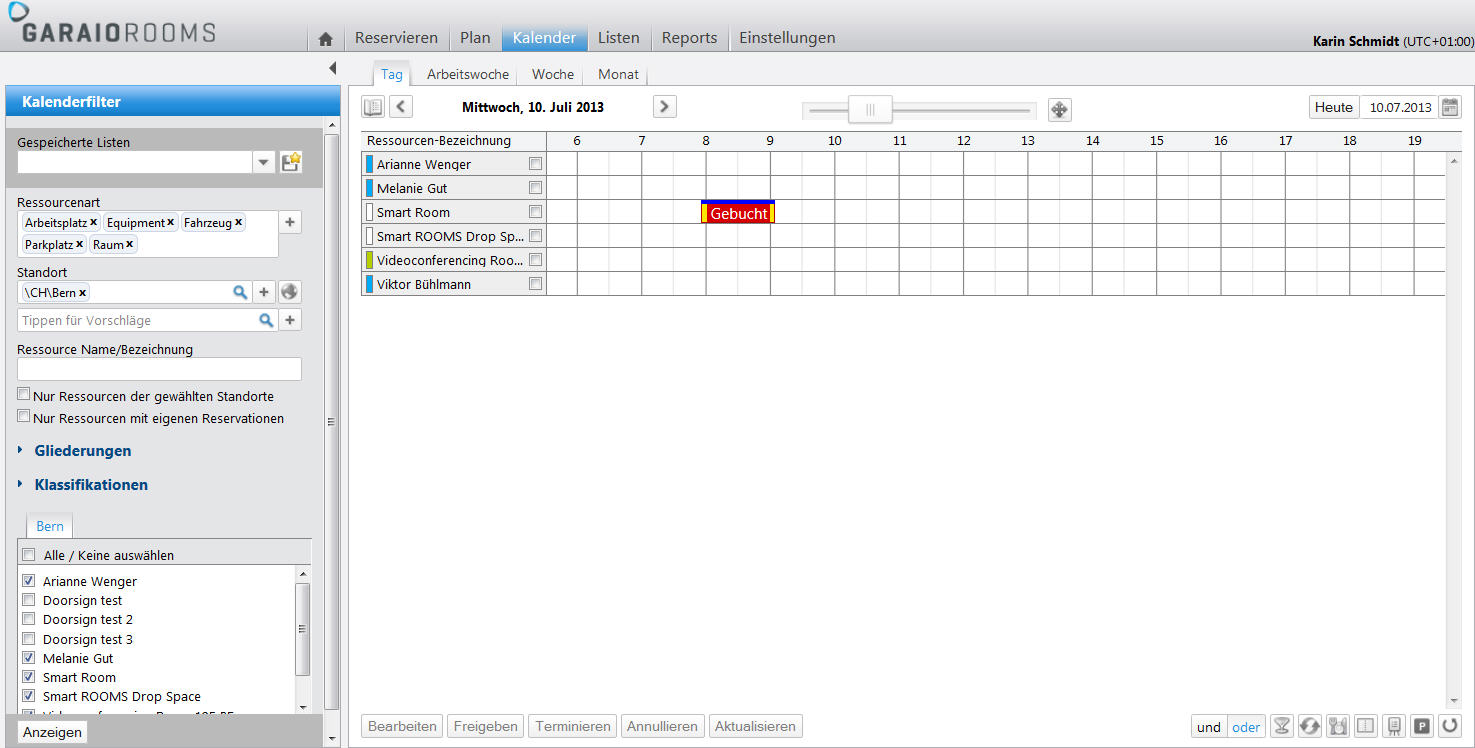 GARAIOROOMS
Reservieren Plan Kalender Listen Reports Einstellungen
Karin Schmidt (UTC+01:00)
Tag Arbeitswoche Woche Monat
Kalenderfilter
Gespeicherte Listen
Ressourcenart
Arbeitsplatz x Equipment x Fahrzeug x
Parkplatz x Raum x
Standort
\CH\Bern x
Tippen für Vorschläge
Ressource Name/Bezeichnung
Nur Ressourcen der gewählten Standorte
Nur Ressourcen mit eigenen Reservationen
Gliederungen
Klassifikationen
Bern
Alle / Keine auswählen
Arianne Wenger
Doorsign test
Doorsign test 2
Doorsign test 3
Melanie Gut
Smart Room
Smart ROOMS Drop Space
Anzeigen
Mittwoch, 10. Juli 2013
Heute 10.07.2013
Ressourcen-Bezeichnung 6 7 8 9 10 11 12 13 14 15 16 17 18 19
Arianne Wenger
Melanie Gut
Smart Room Gebucht
Smart ROOMS Drop Sp...
Videoconferencing Roo...
Viktor Bühlmann
Bearbeiten Freigeben Terminieren Annullieren Aktualisieren
und oder P